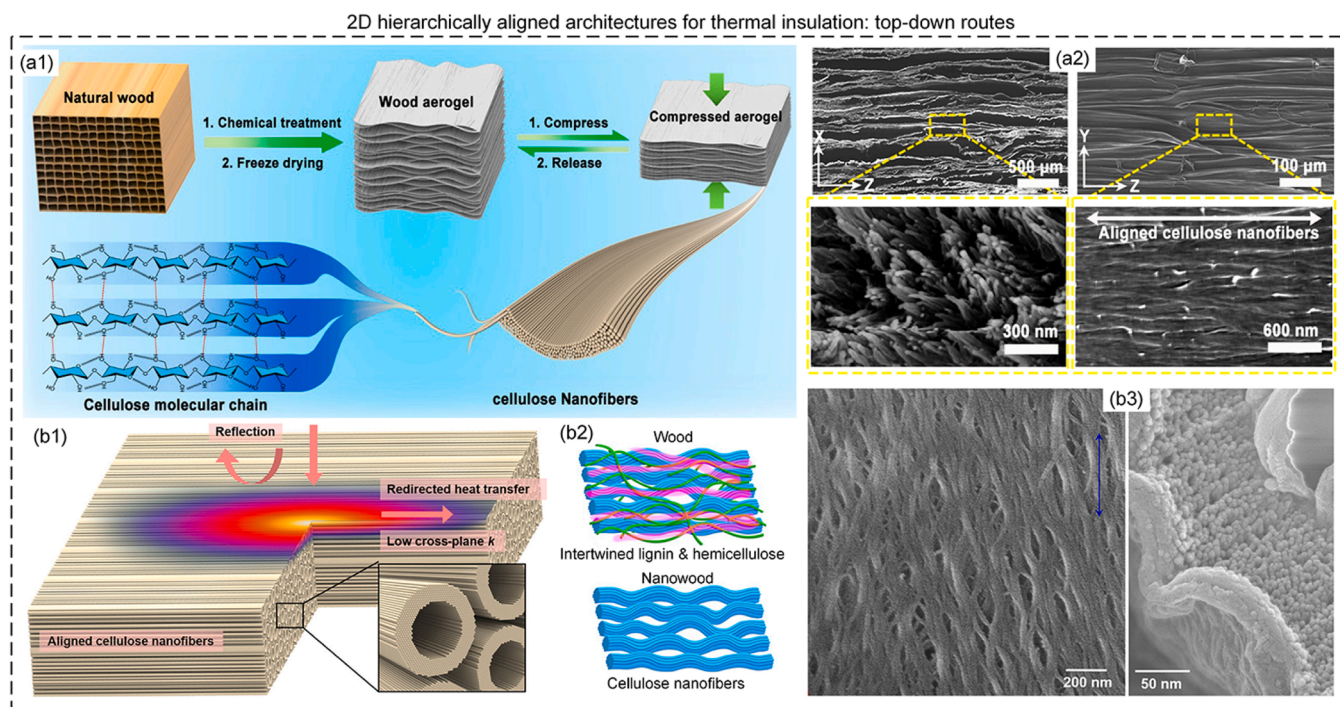 2D hierarchically aligned architectures for thermal insulation: top-down routes
(a1)
Natural wood
1. Chemical treatment
2. Freeze drying
Wood aerogel
1. Compress
2. Release
Compressed aerogel
Cellulose molecular chain
cellulose Nanofibers
(a2)
X
Z
500 μm
Y
Z
100 μm
300 nm
Aligned cellulose nanofibers
600 nm
(b1)
Reflection
Redirected heat transfer
Low cross-plane k
Aligned cellulose nanofibers
(b2)
Wood
Intertwined lignin & hemicellulose
Nanowood
Cellulose nanofibers
(b3)
200 nm
50 nm